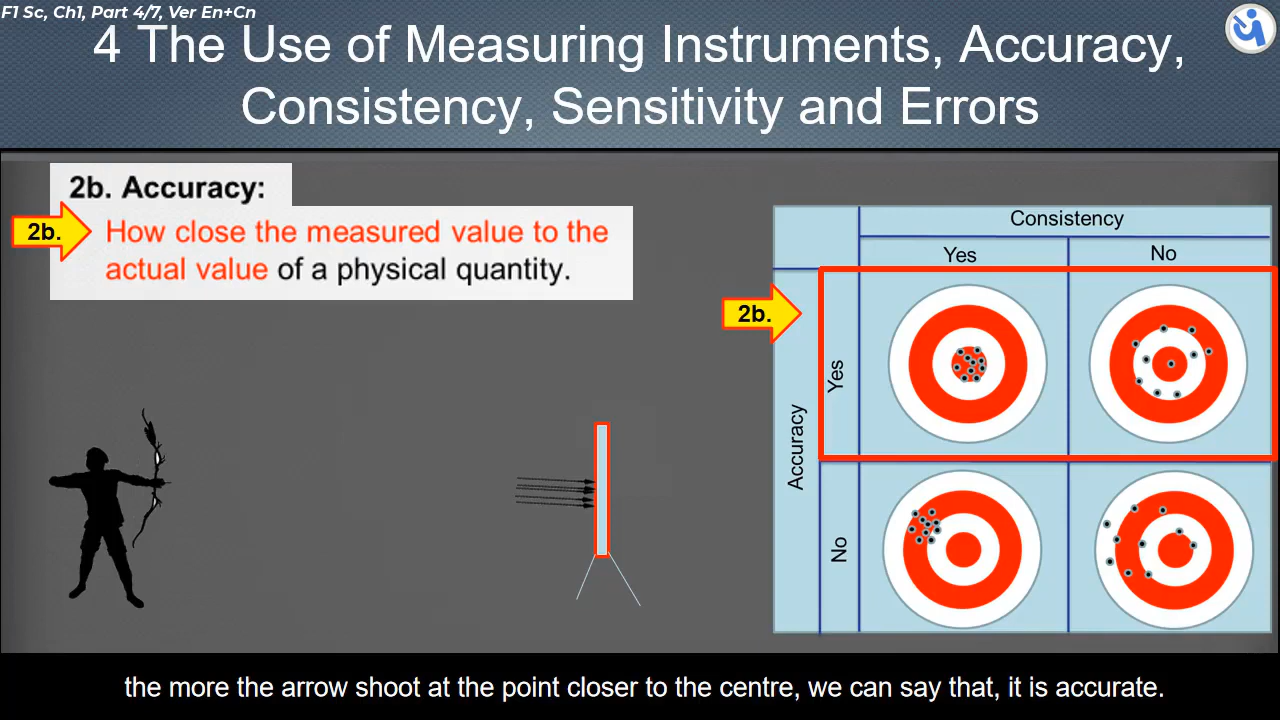 F1 Sc, Ch1, Part 4/7, Ver En+Cn
4 The Use of Measuring Instruments, Accuracy,
Consistency, Sensitivity and Errors
2b. Accuracy:
2b.
How close the measured value to the
actual value of a physical quantity.
Consistency
Yes
No
2b.
Accuracy
Yes
No
the more the arrow shoot at the point closer to the centre, we can say that, it is accurate.